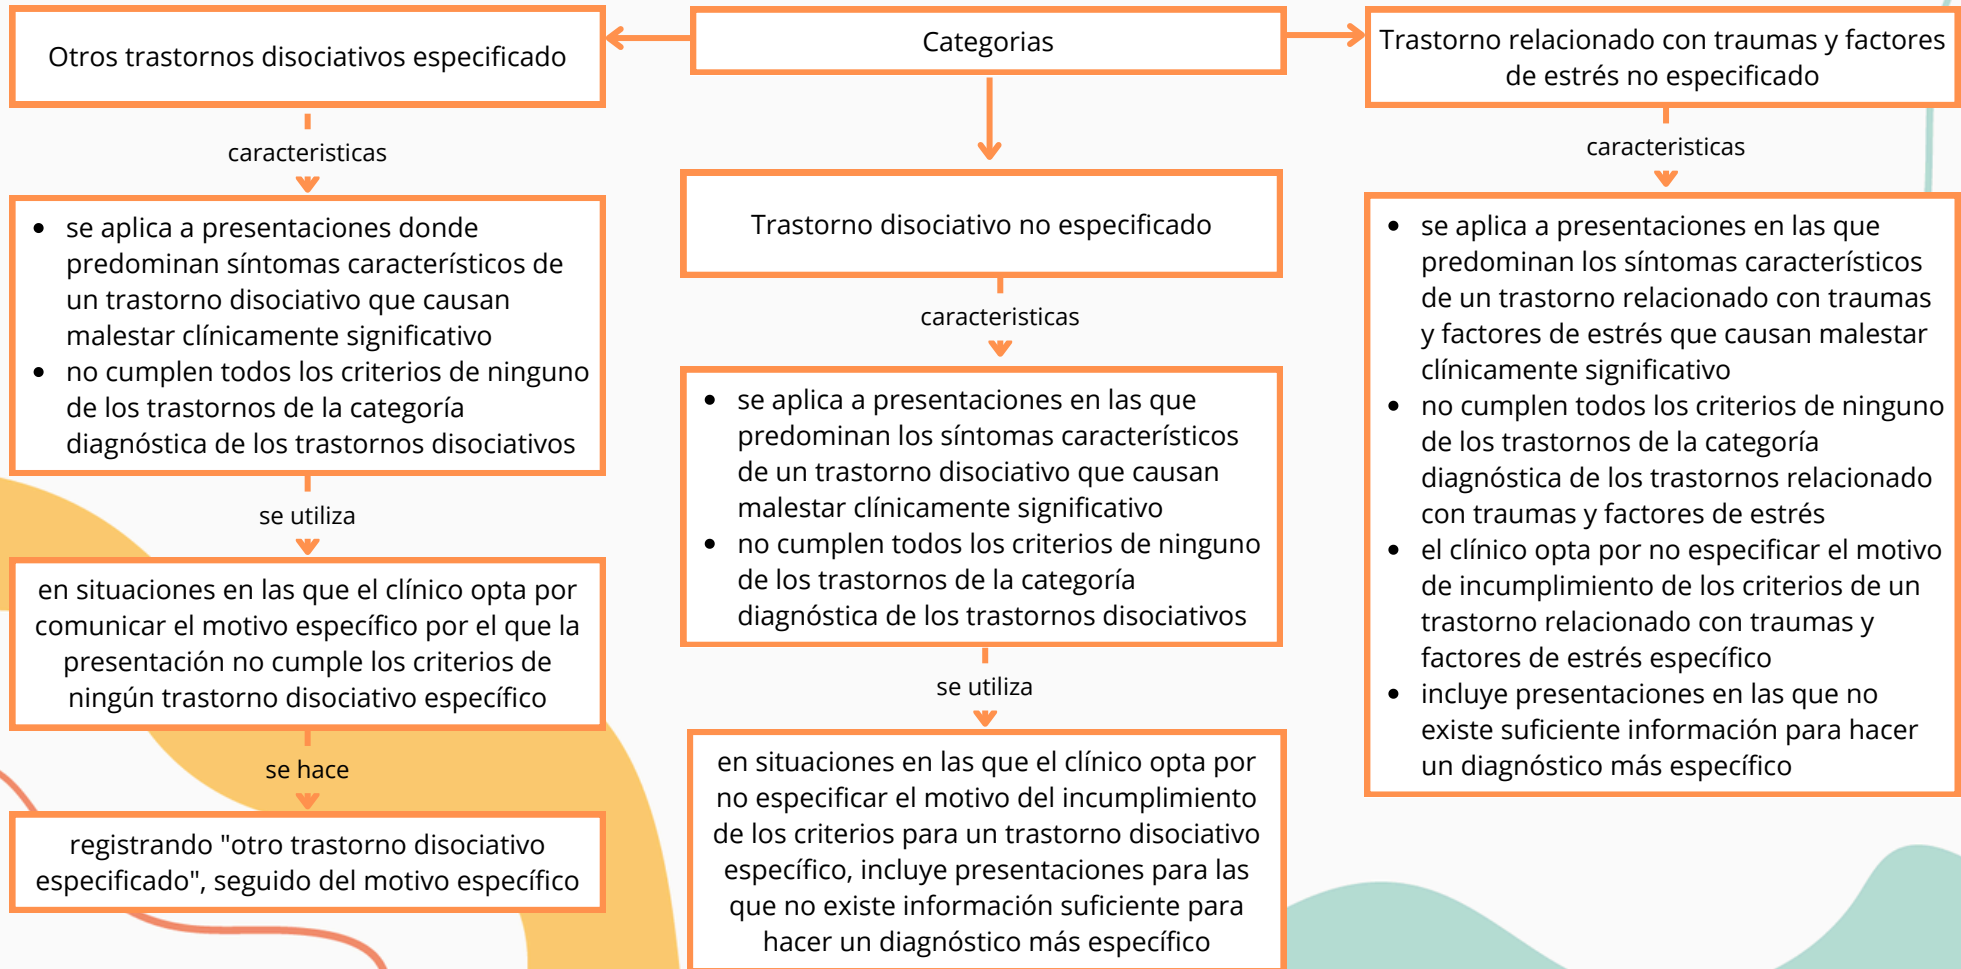 Categorias
Otros trastornos disociativos especificado
caracteristicas
• se aplica a presentaciones donde
predominan síntomas característicos de
un trastorno disociativo que causan
malestar clínicamente significativo
• no cumplen todos los criterios de ninguno
de los trastornos de la categoría
diagnóstica de los trastornos disociativos
se utiliza
en situaciones en las que el clínico opta por
comunicar el motivo específico por el que la
presentación no cumple los criterios de
ningún trastorno disociativo específico
se hace
registrando "otro trastorno disociativo
especificado", seguido del motivo específico
Trastorno disociativo no especificado
caracteristicas
• se aplica a presentaciones en las que
predominan los síntomas característicos
de un trastorno disociativo que causan
malestar clínicamente significativo
• no cumplen todos los criterios de ninguno
de los trastornos de la categoría
diagnóstica de los trastornos disociativos
se utiliza
en situaciones en las que el clínico opta por
no especificar el motivo del incumplimiento
de los criterios para un trastorno disociativo
específico, incluye presentaciones para las
que no existe información suficiente para
hacer un diagnóstico más específico
Trastorno relacionado con traumas y factores
de estrés no especificado
caracteristicas
• se aplica a presentaciones en las que
predominan los síntomas característicos
de un trastorno relacionado con traumas
y factores de estrés que causan malestar
clínicamente significativo
• no cumplen todos los criterios de ninguno
de los trastornos de la categoría
diagnóstica de los trastornos relacionado
con traumas y factores de estrés
• el clínico opta por no especificar el motivo
de incumplimiento de los criterios de un
trastorno relacionado con traumas y
factores de estrés específico
• incluye presentaciones en las que no
existe suficiente información para hacer
un diagnóstico más específico